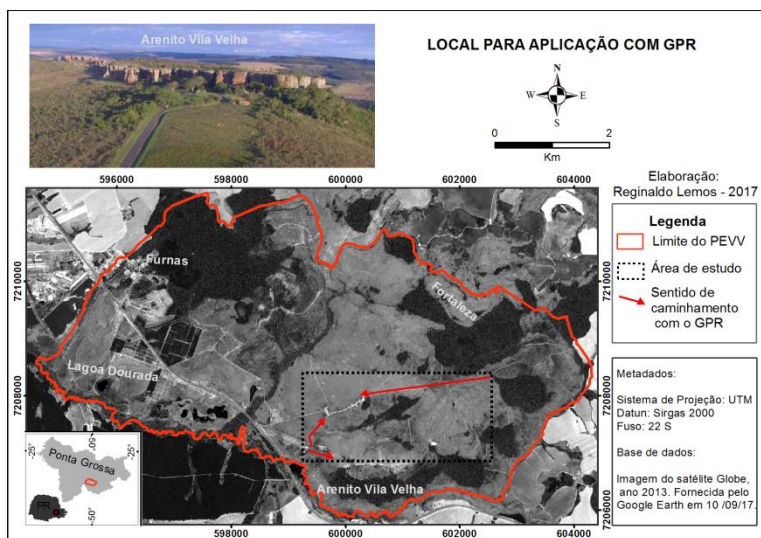 Arenito Vila Velha
LOCAL PARA APLICAÇÃO COM GPR
N
W E
S
0 2
Km
596000 598000 600000 602000 604000
Elaboração:
Reginaldo Lemos - 2017
Legenda
Limite do PEVV
Área de estudo
Sentido de
caminhamento
com o GPR
Metadados:
Sistema de Projeção: UTM
Datun: Sirgas 2000
Fuso: 22 S
Base de dados:
Imagem do satélite Globe,
ano 2013. Fornecida pelo
Google Earth em 10 /09/17.
7210000
7208000
Furnas
Fortaleza
Lagoa Dourada
Arenito Vila Velha
7210000
7208000
7206000
-25°
-50°
Ponta Grossa
-25°
PR
-50°
598000 600000 602000 604000